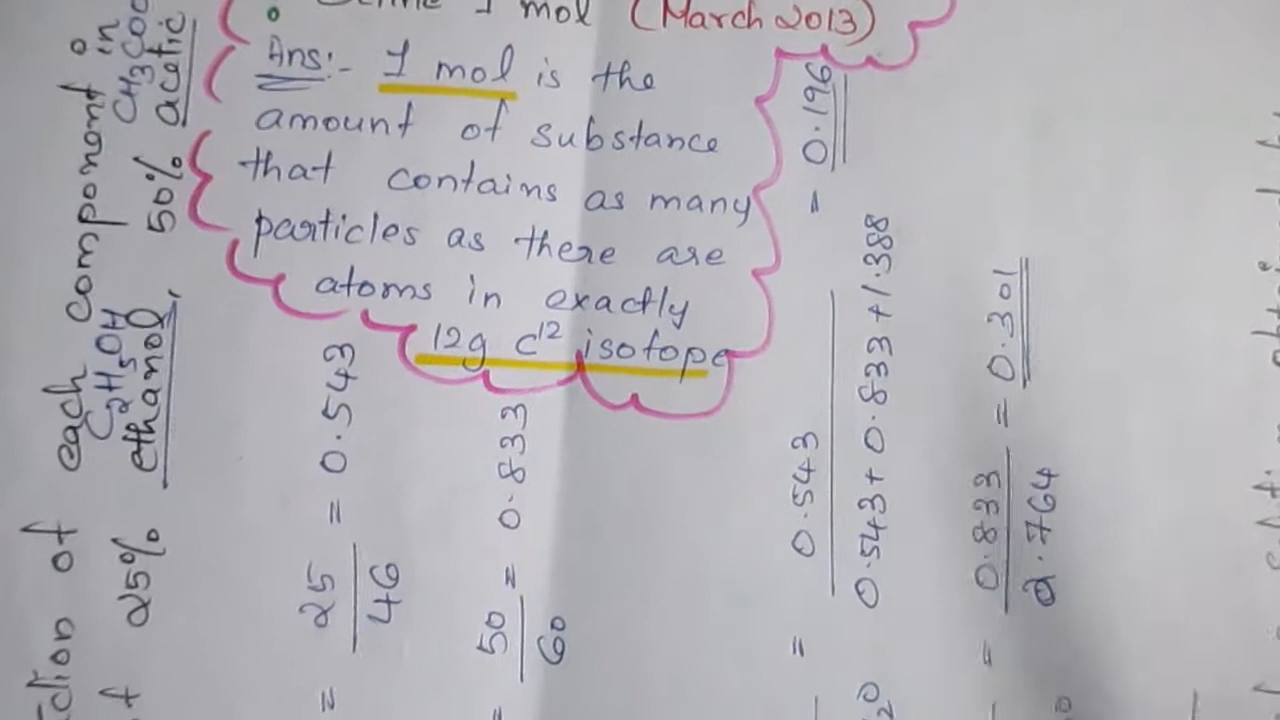 1 mol (March 2013)
Ans:- 1 mol is the
amount of substance
that contains as many
particles as there are
atoms in exactly
12g C¹² isotope
of each component in
C₂H₅OH CH3COO
25% ethanol, 50% acetic
= 25/46 = 0.543
= 50/60 = 0.833
= 0.543 / 0.543+0.833+1.388 = 0.196
= 0.833 / 2.764 = 0.301